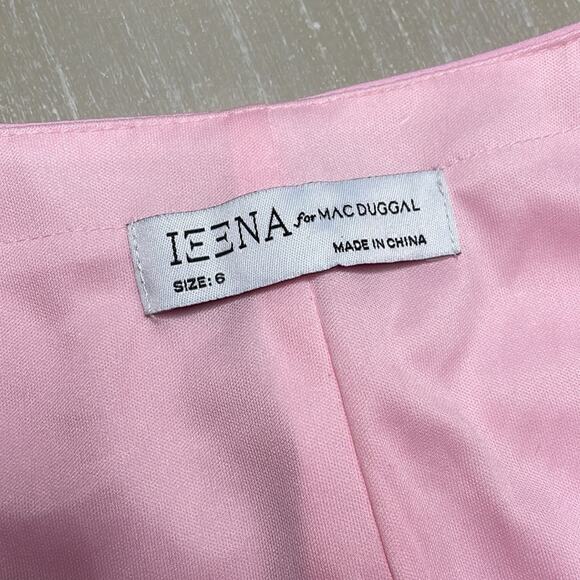 IEENA for MAC DUGGAL
SIZE: 6 MADE IN CHINA